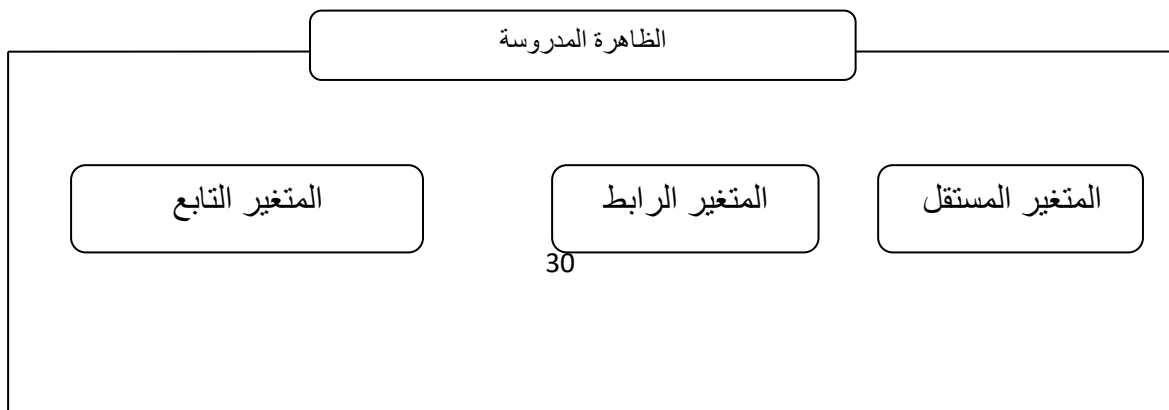 الظاهرة المدروسة
المتغير المستقل
المتغير الرابط
المتغير التابع
30